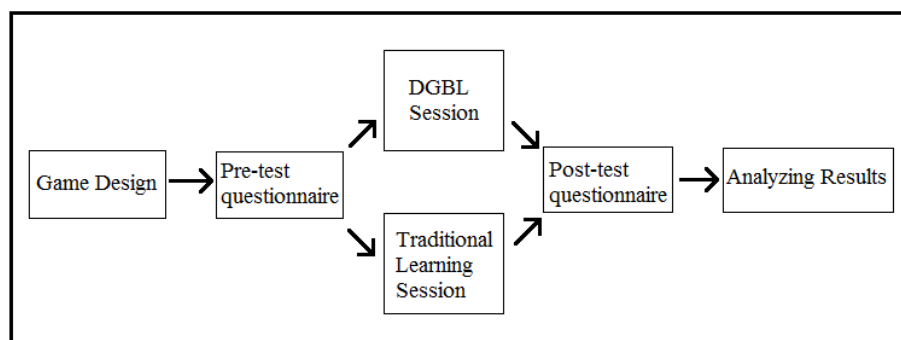 Game Design
Pre-test
questionnaire
DGBL
Session
Traditional
Learning
Session
Post-test
questionnaire
Analyzing Results